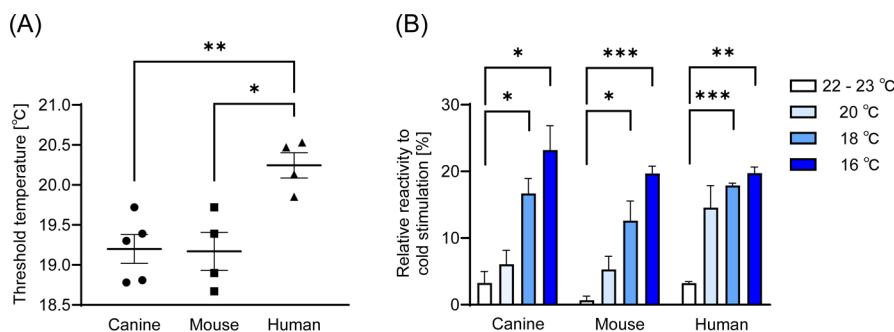 (A)
**
*
Threshold temperature [℃]
21.0
20.5
20.0
19.5
19.0
18.5
Canine Mouse Human
(B)
* *** **
* * ***
Relative reactivity to
cold stimulation [%]
30
20
10
0
Canine Mouse Human
22 - 23 ℃
20 ℃
18 ℃
16 ℃